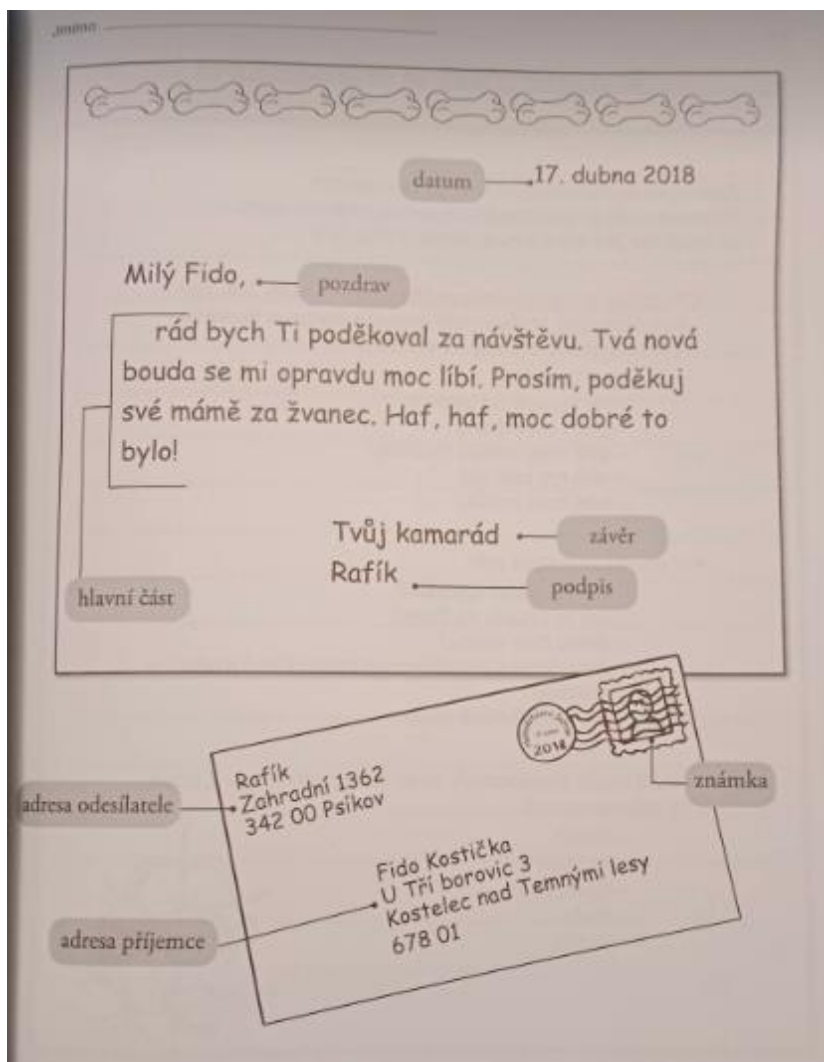 Jméno
datum 17. dubna 2018
Milý Fido, pozdrav
rád bych Ti poděkoval za návštěvu. Tvá nová
bouda se mi opravdu moc líbí. Prosím, poděkuj
své mámě za žvanec. Haf, haf, moc dobré to
bylo!
Tvůj kamarád závěr
Rafík podpis
hlavní část
2018
známka
Rafík
Zahradní 1362
342 00 Psíkov
adresa odesílatele
Fido Kostička
U Tří borovic 3
Kostelec nad Temnými lesy
678 01
adresa příjemce